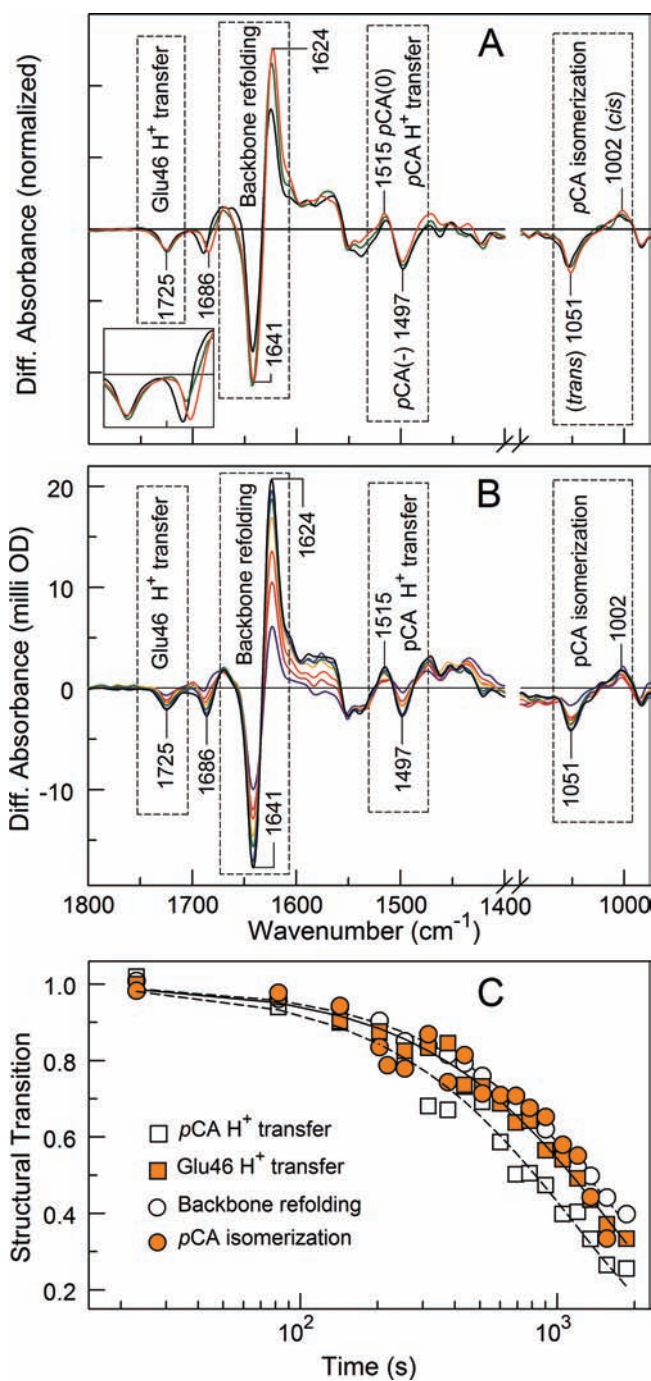 A
Diff. Absorbance (normalized)
Glu46 H+ transfer
Backbone refolding
1624
1515 pCA(0)
pCA H+ transfer
pCA isomerization
1002 (cis)
1725
1686
1641
pCA(-) 1497
(trans) 1051
B
Diff. Absorbance (milli OD)
20
10
0
-10
Glu46 H+ transfer
Backbone refolding
1624
1515
pCA H+ transfer
pCA isomerization
1002
1725
1686
1641
1497
1051
1800 1700 1600 1500 1400 1000
Wavenumber (cm-1)
C
Structural Transition
1.0
0.8
0.6
0.4
0.2
pCA H+ transfer
Glu46 H+ transfer
Backbone refolding
pCA isomerization
10² 10³
Time (s)